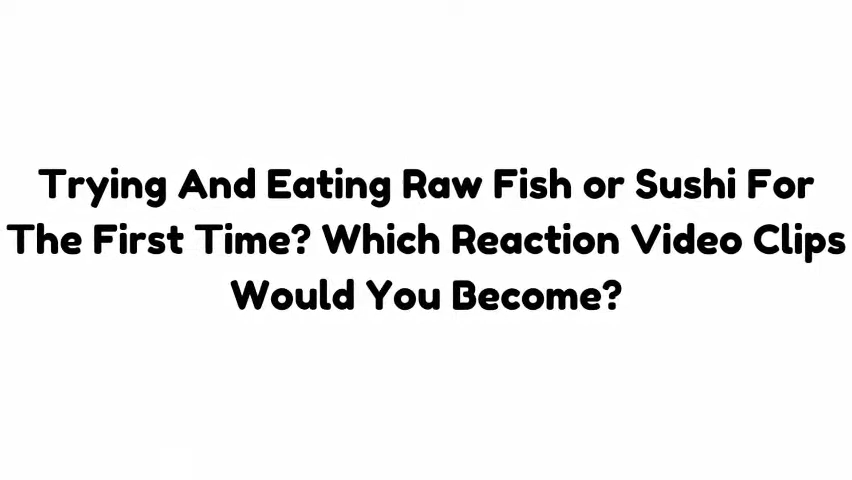 Trying And Eating Raw Fish or Sushi For
The First Time? Which Reaction Video Clips
Would You Become?